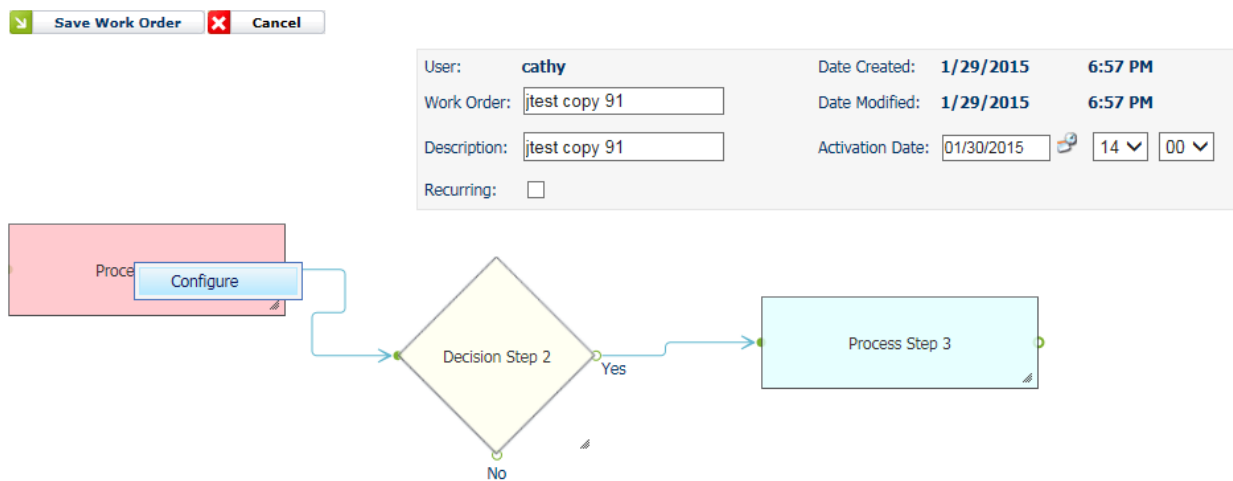 Save Work Order Cancel
User: cathy Date Created: 1/29/2015 6:57 PM
Work Order: jtest copy 91 Date Modified: 1/29/2015 6:57 PM
Description: jtest copy 91 Activation Date: 01/30/2015 14 00
Recurring:
Proce
Configure
Decision Step 2
Yes
Process Step 3
No